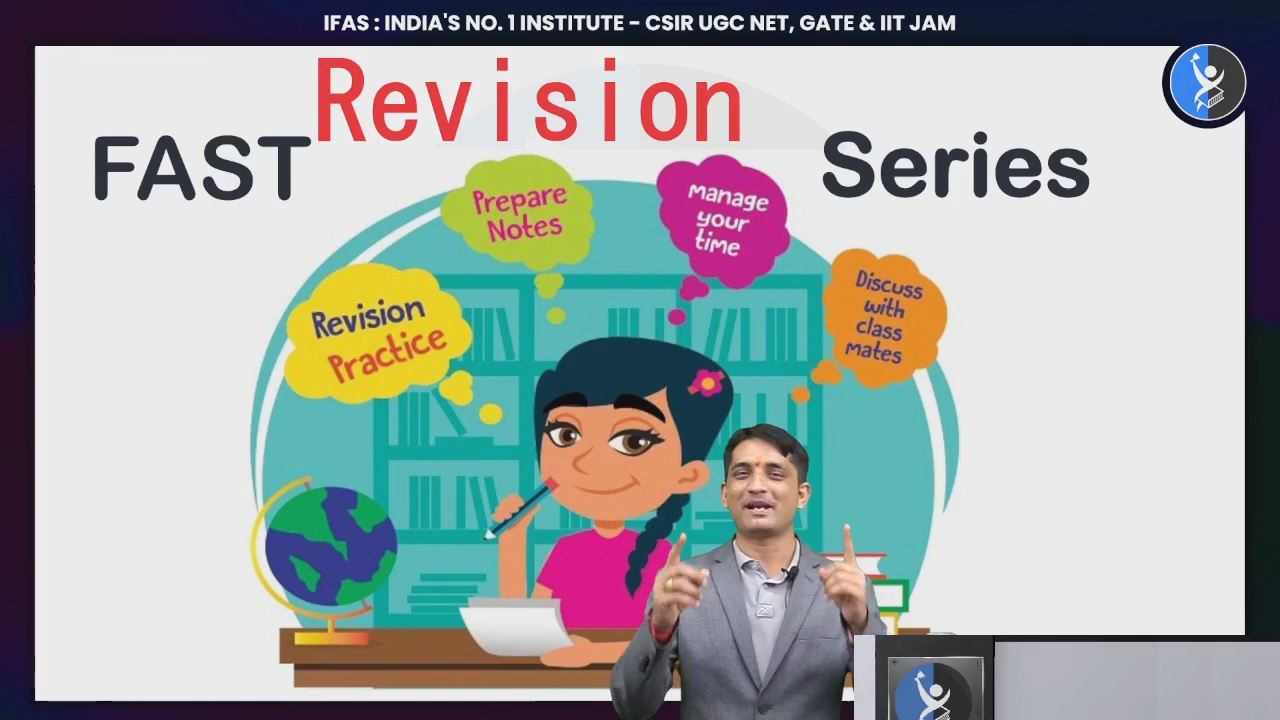 IFAS : INDIA'S NO. 1 INSTITUTE - CSIR UGC NET, GATE & IIT JAM
FAST Revision Series
Prepare
Notes
manage
your
time
Revision
Practice
Discuss
with
class
mates